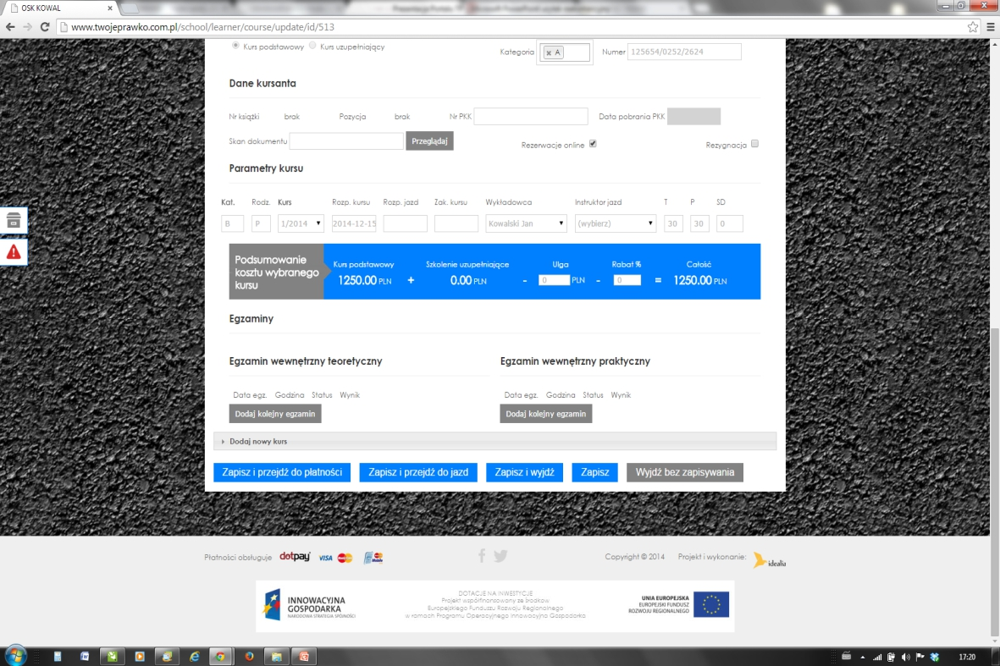 OSK KOWAL
www.twojeprawko.com.pl/school/learner/course/update/id/513
Kurs podstawowy Kurs uzupełniający Kategoria x A Numer 125654/0252/2624
Dane kursanta
Nr książki brak Pozycja brak Nr PKK Data pobrania PKK
Skan dokumentu Przeglądaj Rezerwacje online Rezygnacja
Parametry kursu
Kat. Rodz. Kurs Rozp. kursu Rozp. jazd Zak. kursu Wykładowca Instruktor jazd T P SD
B P 1/2014 2014-12-15 Kowalski Jan (wybierz) 30 30 0
Podsumowanie kosztu wybranego kursu
Kurs podstawowy Szkolenie uzupełniające Ulga Rabat % Całość
1250.00 PLN + 0.00 PLN - 0 PLN - 0 = 1250.00 PLN
Egzaminy
Egzamin wewnętrzny teoretyczny Egzamin wewnętrzny praktyczny
Data egz. Godzina Status Wynik Data egz. Godzina Status Wynik
Dodaj kolejny egzamin Dodaj kolejny egzamin
Dodaj nowy kurs
Zapisz i przejdź do płatności Zapisz i przejdź do jazd Zapisz i wyjdź Zapisz Wyjdź bez zapisywania
Płatności obsługuje dotpay VISA Copyright © 2014 Projekt i wykonanie: idealia
INNOWACYJNA
GOSPODARKA
NARODOWA STRATEGIA SPÓJNOŚCI
DOTACJE NA INWESTYCJE
Projekt współfinansowany ze środków
Europejskiego Funduszu Rozwoju Regionalnego
w ramach Programu Operacyjnego Innowacyjna Gospodarka
UNIA EUROPEJSKA
EUROPEJSKI FUNDUSZ
ROZWOJU REGIONALNEGO
17:20